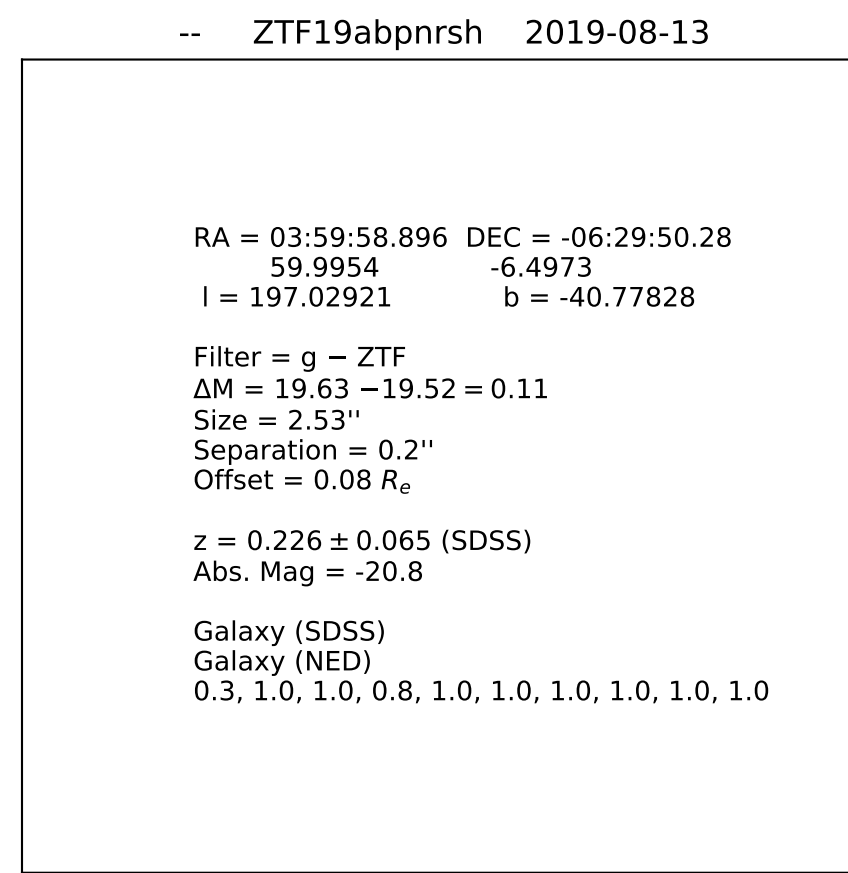 -- ZTF19abpnrsh 2019-08-13
RA = 03:59:58.896 DEC = -06:29:50.28
59.9954 -6.4973
l = 197.02921 b = -40.77828
Filter = g − ZTF
ΔM = 19.63 −19.52 = 0.11
Size = 2.53''
Separation = 0.2''
Offset = 0.08 Re
z = 0.226 ± 0.065 (SDSS)
Abs. Mag = -20.8
Galaxy (SDSS)
Galaxy (NED)
0.3, 1.0, 1.0, 0.8, 1.0, 1.0, 1.0, 1.0, 1.0, 1.0